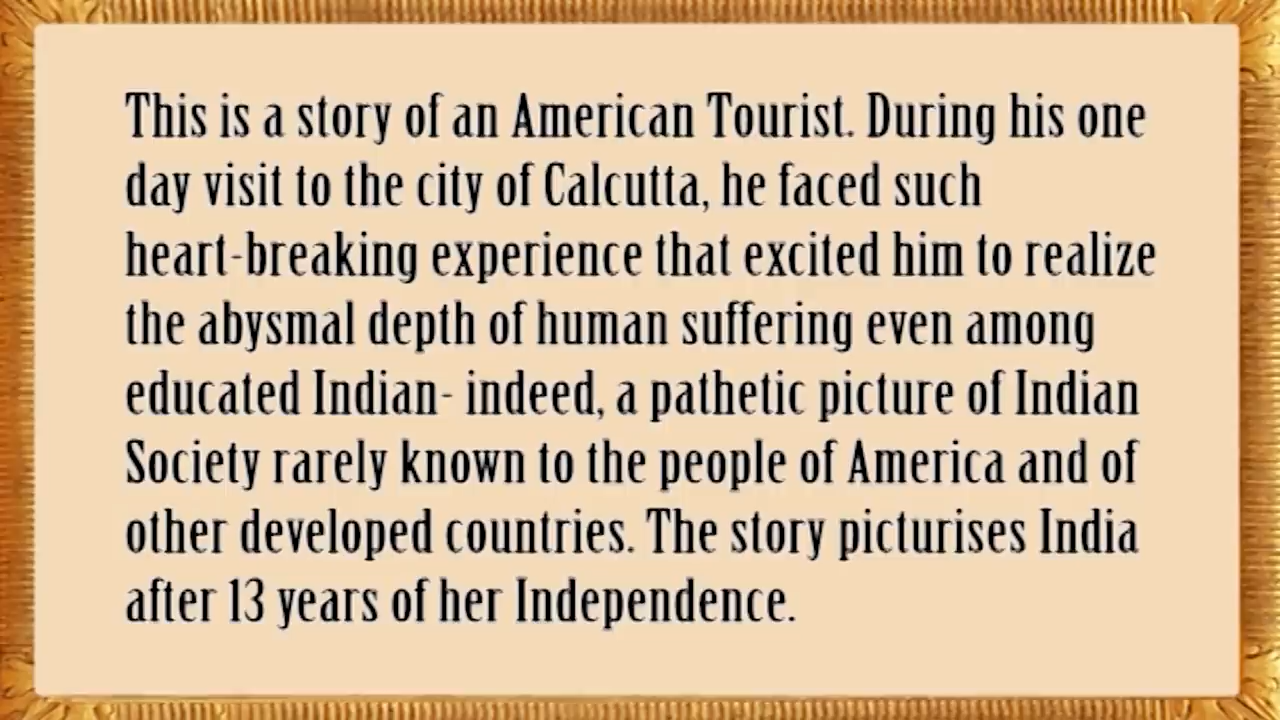 This is a story of an American Tourist. During his one
day visit to the city of Calcutta, he faced such
heart-breaking experience that excited him to realize
the abysmal depth of human suffering even among
educated Indian- indeed, a pathetic picture of Indian
Society rarely known to the people of America and of
other developed countries. The story picturises India
after 13 years of her Independence.